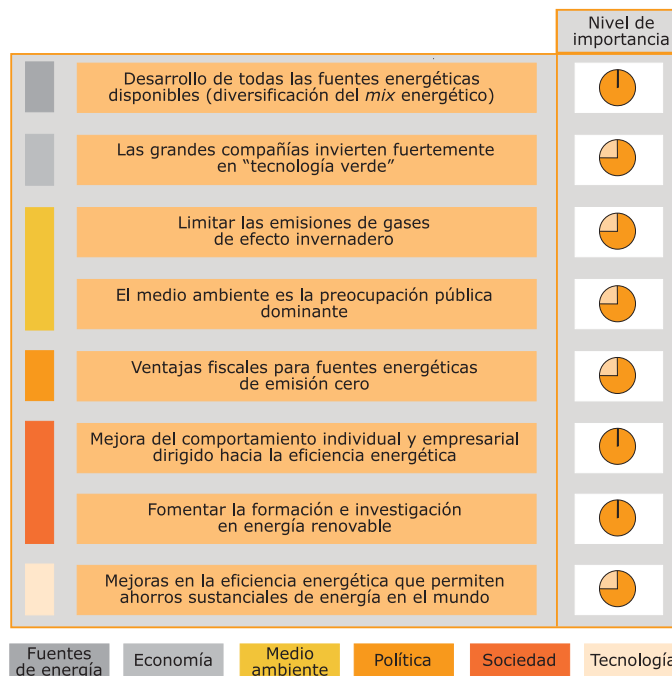 Nivel de
importancia
Desarrollo de todas las fuentes energéticas
disponibles (diversificación del mix energético)
Las grandes compañías invierten fuertemente
en “tecnología verde”
Limitar las emisiones de gases
de efecto invernadero
El medio ambiente es la preocupación pública
dominante
Ventajas fiscales para fuentes energéticas
de emisión cero
Mejora del comportamiento individual y empresarial
dirigido hacia la eficiencia energética
Fomentar la formación e investigación
en energía renovable
Mejoras en la eficiencia energética que permiten
ahorros sustanciales de energía en el mundo
Fuentes
de energía
Economía
Medio
ambiente
Política
Sociedad
Tecnología